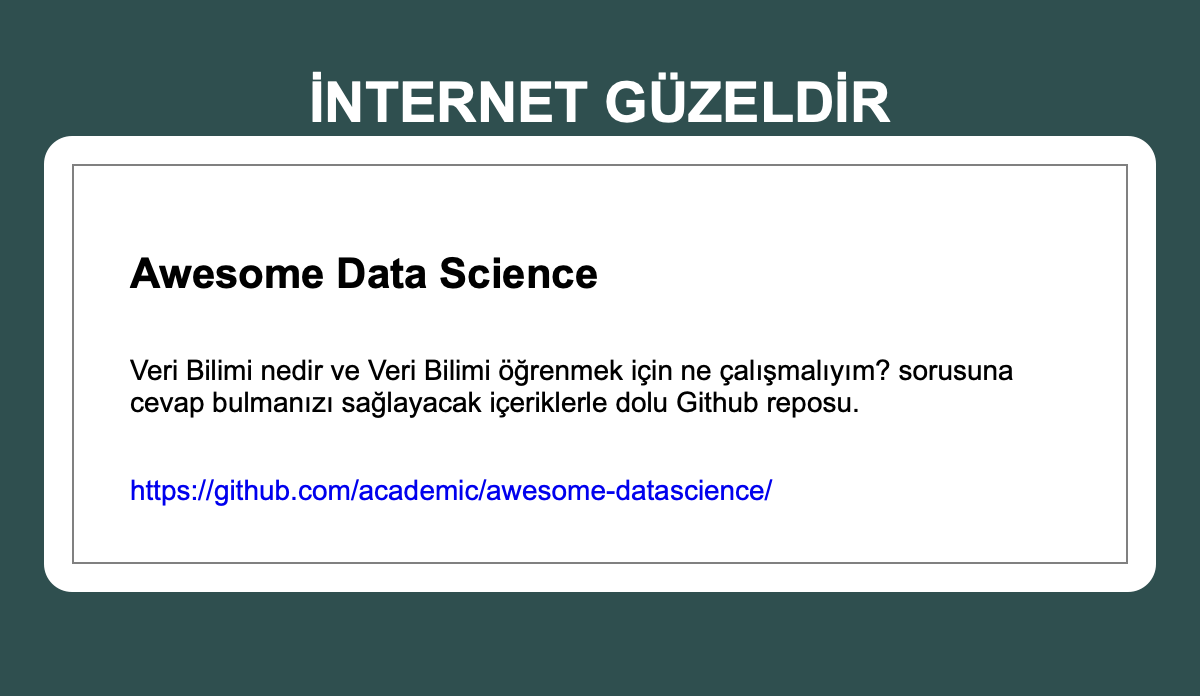 İNTERNET GÜZELDİR
Awesome Data Science
Veri Bilimi nedir ve Veri Bilimi öğrenmek için ne çalışmalıyım? sorusuna
cevap bulmanızı sağlayacak içeriklerle dolu Github reposu.
https://github.com/academic/awesome-datascience/